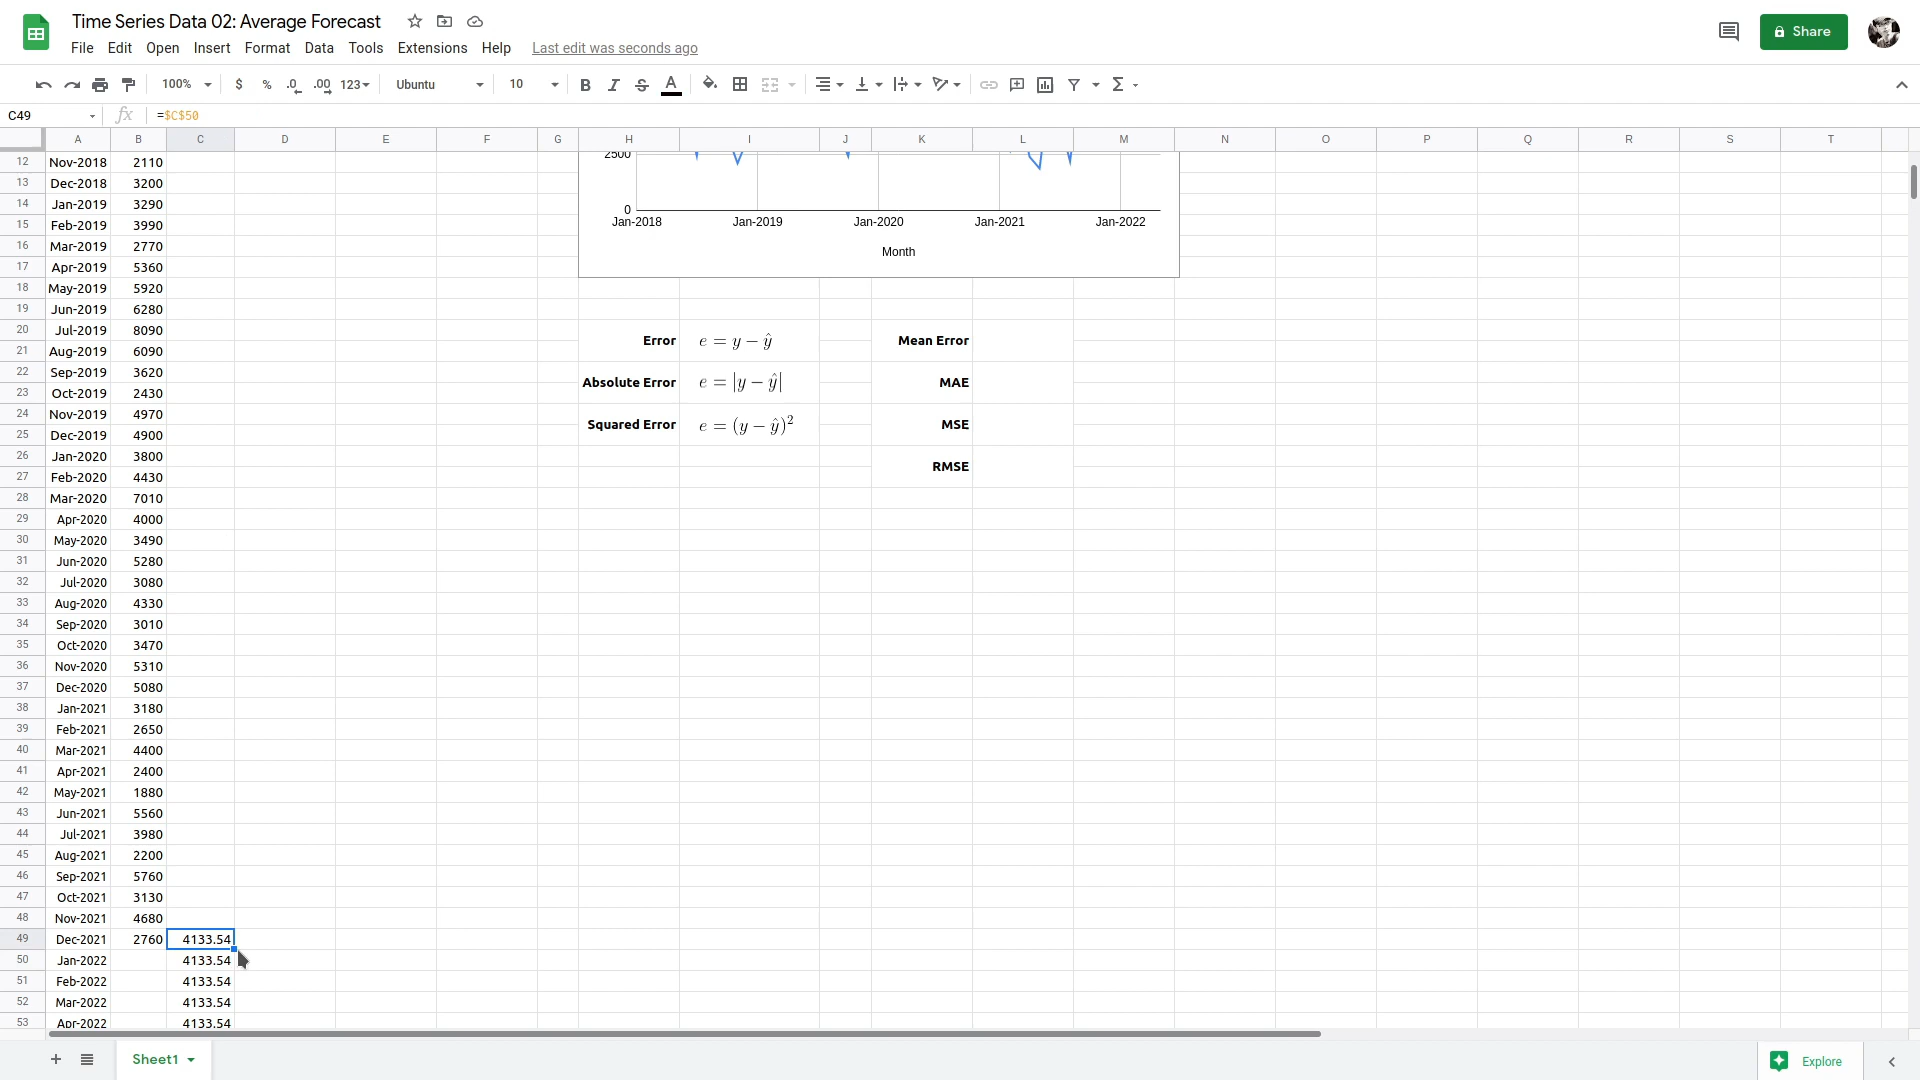 Time Series Data 02: Average Forecast
File Edit Open Insert Format Data Tools Extensions Help Last edit was seconds ago
Share
100% $ % .0 .00 123 Ubuntu 10 B I S A Σ
C49 fx =$C$50
A B C D E F G H I J K L M N O P Q R S T
12 Nov-2018 2110
13 Dec-2018 3200
14 Jan-2019 3290
15 Feb-2019 3990
16 Mar-2019 2770
17 Apr-2019 5360
18 May-2019 5920
19 Jun-2019 6280
20 Jul-2019 8090
21 Aug-2019 6090
22 Sep-2019 3620
23 Oct-2019 2430
24 Nov-2019 4970
25 Dec-2019 4900
26 Jan-2020 3800
27 Feb-2020 4430
28 Mar-2020 7010
29 Apr-2020 4000
30 May-2020 3490
31 Jun-2020 5280
32 Jul-2020 3080
33 Aug-2020 4330
34 Sep-2020 3010
35 Oct-2020 3470
36 Nov-2020 5310
37 Dec-2020 5080
38 Jan-2021 3180
39 Feb-2021 2650
40 Mar-2021 4400
41 Apr-2021 2400
42 May-2021 1880
43 Jun-2021 5560
44 Jul-2021 3980
45 Aug-2021 2200
46 Sep-2021 5760
47 Oct-2021 3130
48 Nov-2021 4680
49 Dec-2021 2760 4133.54
50 Jan-2022 4133.54
51 Feb-2022 4133.54
52 Mar-2022 4133.54
53 Apr-2022 4133.54
2500
0
Jan-2018 Jan-2019 Jan-2020 Jan-2021 Jan-2022
Month
Error e = y − ŷ Mean Error
Absolute Error e = |y − ŷ| MAE
Squared Error e = (y − ŷ)² MSE
RMSE
Sheet1
Explore